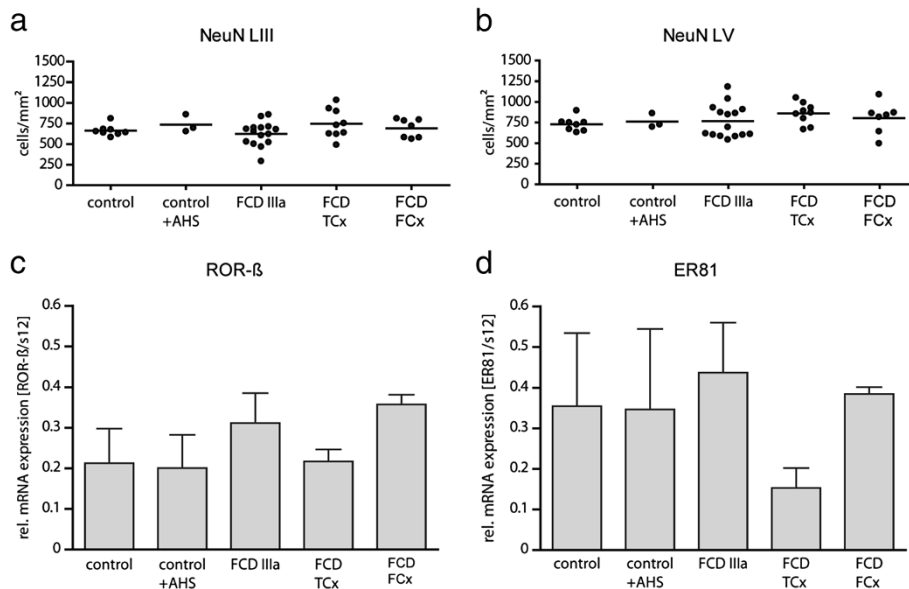 a
NeuN LIII
cells/mm²
1500
1250
1000
750
500
250
0
control
control
+AHS
FCD IIIa
FCD
TCx
FCD
FCx
b
NeuN LV
cells/mm²
1500
1250
1000
750
500
250
0
control
control
+AHS
FCD IIIa
FCD
TCx
FCD
FCx
c
ROR-ß
rel. mRNA expression [ROR-ß/s12]
0.6
0.5
0.4
0.3
0.2
0.1
0
control
control
+AHS
FCD IIIa
FCD
TCx
FCD
FCx
d
ER81
rel. mRNA expression [ER81/s12]
0.6
0.5
0.4
0.3
0.2
0.1
0
control
control
+AHS
FCD IIIa
FCD
TCx
FCD
FCx